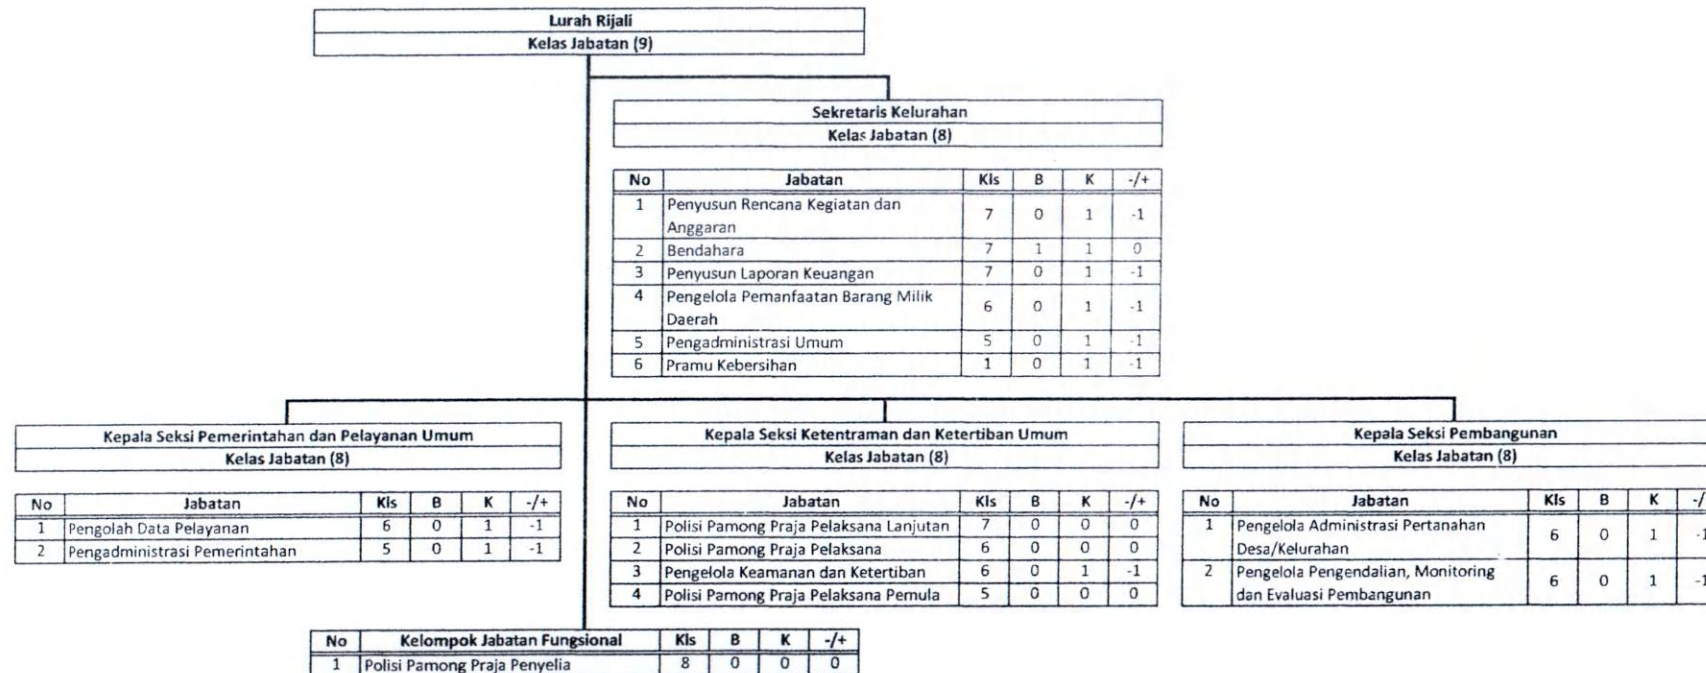 Lurah Rijali
Kelas Jabatan (9)
Sekretaris Kelurahan
Kelas Jabatan (8)
No Jabatan Kls B K -/+
1 Penyusun Rencana Kegiatan dan
Anggaran 7 0 1 -1
2 Bendahara 7 1 1 0
3 Penyusun Laporan Keuangan 7 0 1 -1
4 Pengelola Pemanfaatan Barang Milik
Daerah 6 0 1 -1
5 Pengadministrasi Umum 5 0 1 -1
6 Pramu Kebersihan 1 0 1 -1
Kepala Seksi Pemerintahan dan Pelayanan Umum
Kelas Jabatan (8)
No Jabatan Kls B K -/+
1 Pengolah Data Pelayanan 6 0 1 -1
2 Pengadministrasi Pemerintahan 5 0 1 -1
Kepala Seksi Ketentraman dan Ketertiban Umum
Kelas Jabatan (8)
No Jabatan Kls B K -/+
1 Polisi Pamong Praja Pelaksana Lanjutan 7 0 0 0
2 Polisi Pamong Praja Pelaksana 6 0 0 0
3 Pengelola Keamanan dan Ketertiban 6 0 1 -1
4 Polisi Pamong Praja Pelaksana Pemula 5 0 0 0
Kepala Seksi Pembangunan
Kelas Jabatan (8)
No Jabatan Kls B K -/
1 Pengelola Administrasi Pertanahan
Desa/Kelurahan 6 0 1 -1
2 Pengelola Pengendalian, Monitoring
dan Evaluasi Pembangunan 6 0 1 -1
No Kelompok Jabatan Fungsional Kls B K -/+
1 Polisi Pamong Praja Penyelia 8 0 0 0